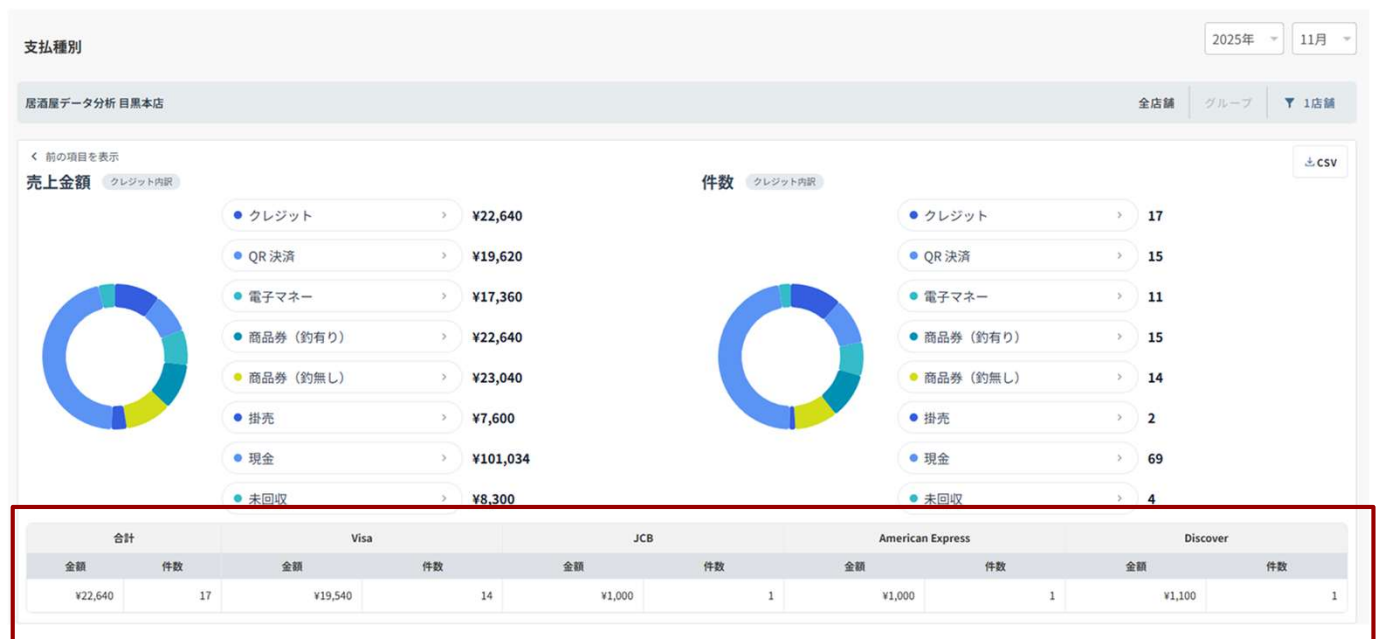 支払種別
2025年
11月
居酒屋データ分析 目黒本店
全店舗
グループ
1店舗
前の項目を表示
CSV
売上金額 クレジット内訳
クレジット ¥22,640
QR 決済 ¥19,620
電子マネー ¥17,360
商品券（釣有り） ¥22,640
商品券（釣無し） ¥23,040
掛売 ¥7,600
現金 ¥101,034
未回収 ¥8,300
件数 クレジット内訳
クレジット 17
QR 決済 15
電子マネー 11
商品券（釣有り） 15
商品券（釣無し） 14
掛売 2
現金 69
未回収 4
合計 Visa JCB American Express Discover
金額 件数 金額 件数 金額 件数 金額 件数 金額 件数
¥22,640 17 ¥19,540 14 ¥1,000 1 ¥1,000 1 ¥1,100 1